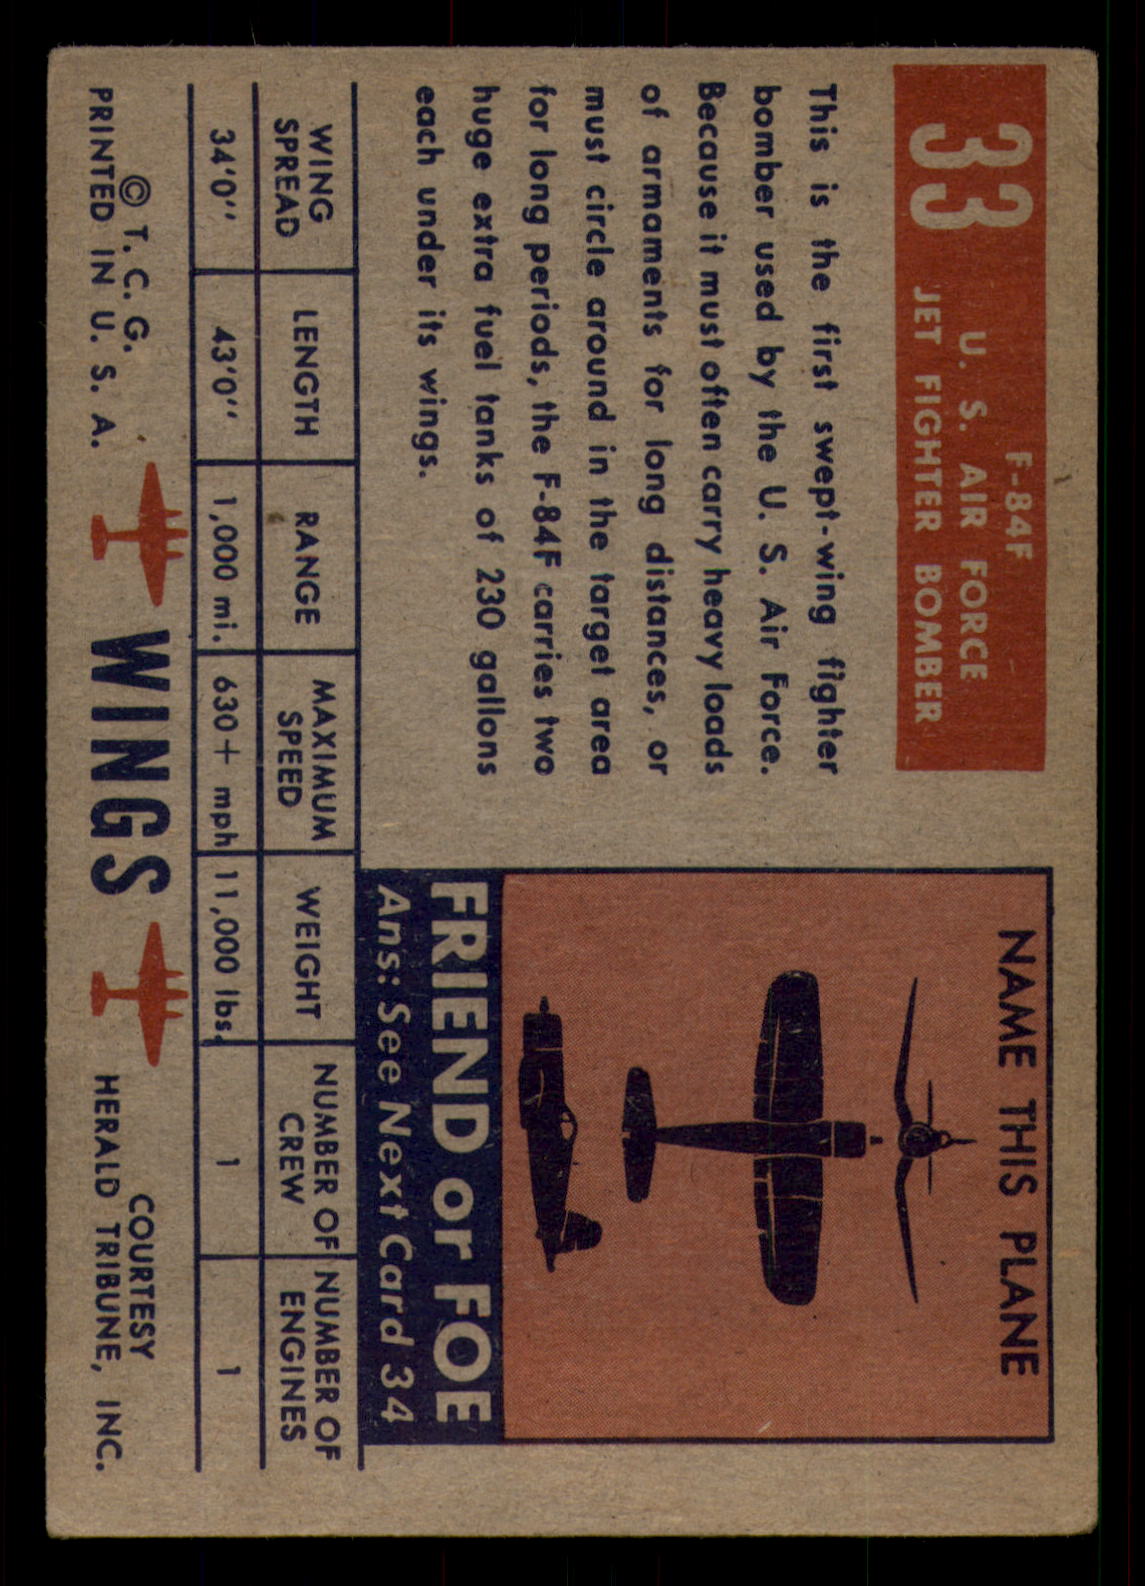 33
F-84F
U. S. AIR FORCE
JET FIGHTER BOMBER
This is the first swept-wing fighter
bomber used by the U. S. Air Force.
Because it must often carry heavy loads
of armaments for long distances, or
must circle around in the target area
for long periods, the F-84F carries two
huge extra fuel tanks of 230 gallons
each under its wings.
NAME THIS PLANE
FRIEND or FOE
Ans: See Next Card 34
WING SPREAD LENGTH RANGE MAXIMUM SPEED WEIGHT NUMBER OF CREW NUMBER OF ENGINES
34'0" 43'0" 1,000 mi. 630+ mph 11,000 lbs. 1 1
© T. C. G.
PRINTED IN U. S. A.
WINGS
COURTESY
HERALD TRIBUNE, INC.